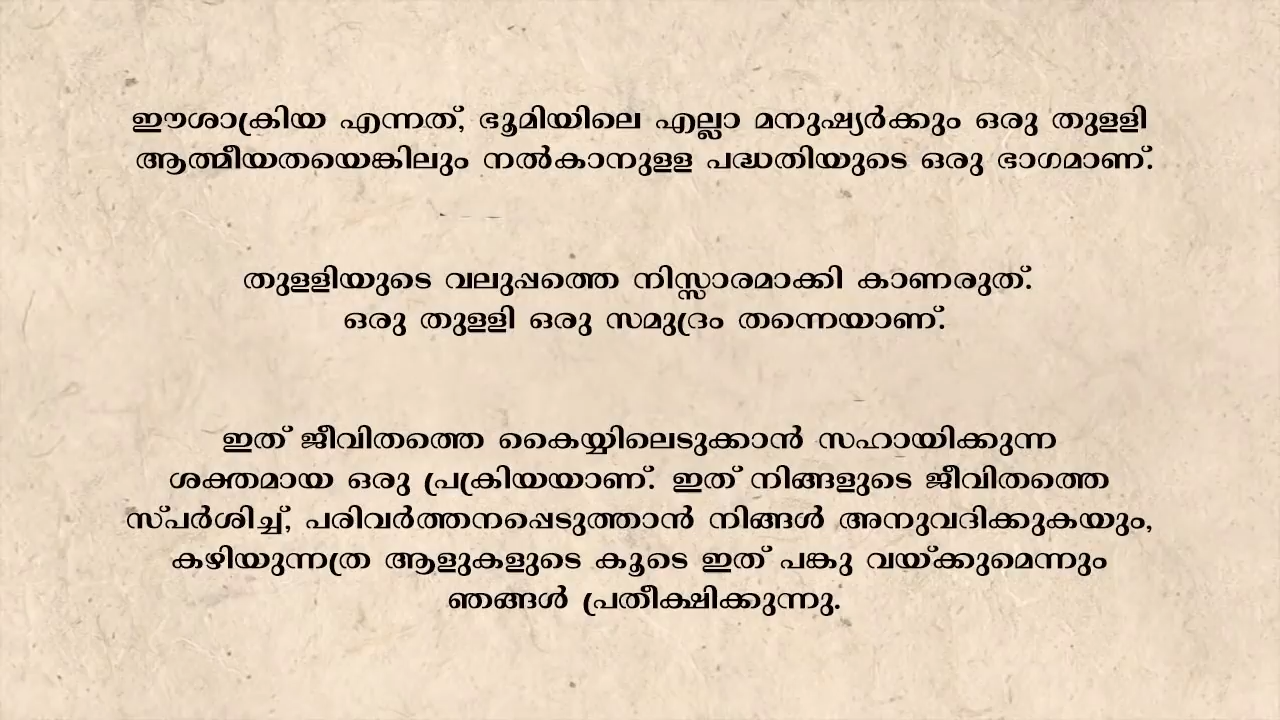 ഈശാക്രിയ എന്നത്, ഭൂമിയിലെ എല്ലാ മനുഷ്യർക്കും ഒരു തുള്ളി
ആത്മീയതയെങ്കിലും നൽകാനുള്ള പദ്ധതിയുടെ ഒരു ഭാഗമാണ്.
തുള്ളിയുടെ വലുപ്പത്തെ നിസ്സാരമാക്കി കാണരുത്.
ഒരു തുള്ളി ഒരു സമുദ്രം തന്നെയാണ്.
ഇത് ജീവിതത്തെ കൈയ്യിലെടുക്കാൻ സഹായിക്കുന്ന
ശക്തമായ ഒരു പ്രക്രിയയാണ്. ഇത് നിങ്ങളുടെ ജീവിതത്തെ
സ്പർശിച്ച്, പരിവർത്തനപ്പെടുത്താൻ നിങ്ങൾ അനുവദിക്കുകയും,
കഴിയുന്നത്ര ആളുകളുടെ കൂടെ ഇത് പങ്കു വയ്ക്കുമെന്നും
ഞങ്ങൾ പ്രതീക്ഷിക്കുന്നു.